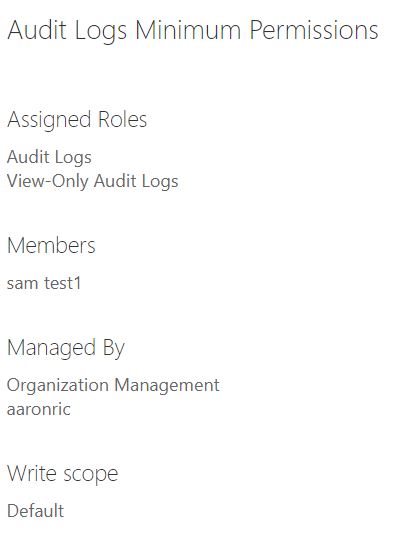 Audit Logs Minimum Permissions
Assigned Roles
Audit Logs
View-Only Audit Logs
Members
sam test1
Managed By
Organization Management
aaronric
Write scope
Default